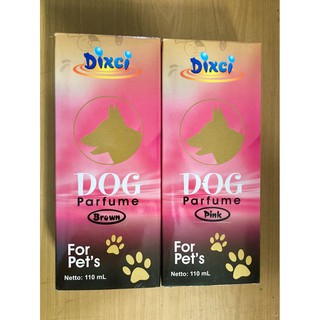 Dixci
DOG
Parfume
Brown
For
Pet's
Netto: 110 mL
Dixci
DOG
Parfume
Pink
For
Pet's
Netto: 110 mL